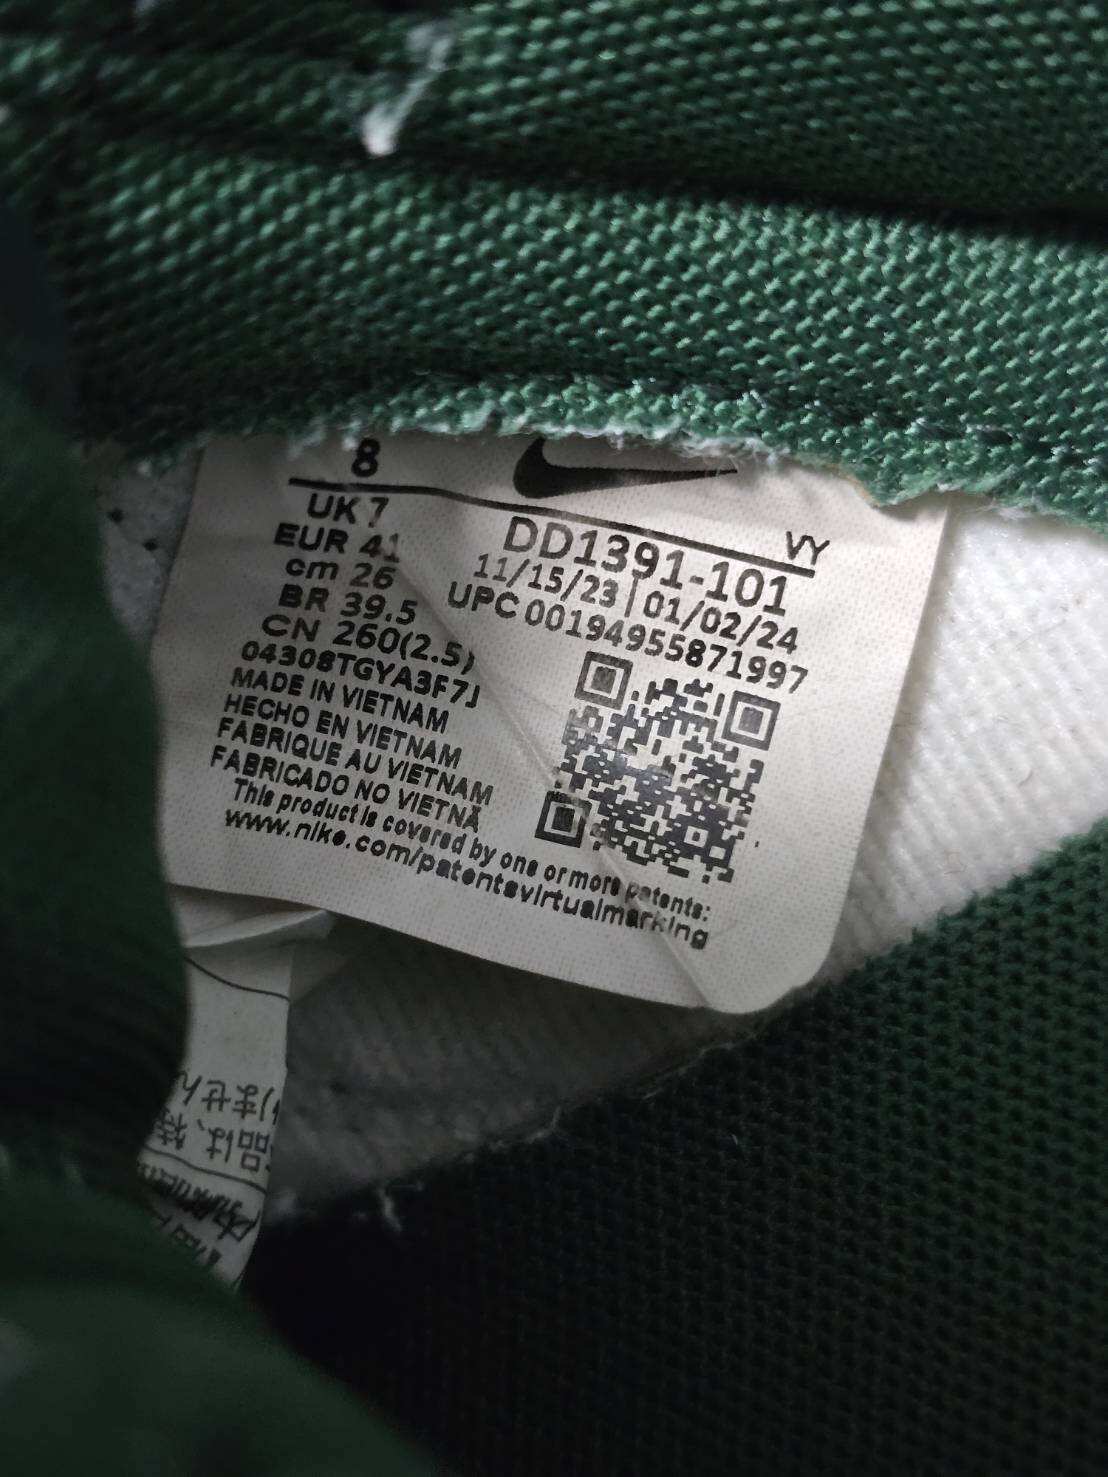 8
UK 7
EUR 41
cm 26
BR 39.5
CN 260(2.5)
04308TGYA3F7J
MADE IN VIETNAM
HECHO EN VIETNAM
FABRIQUE AU VIETNAM
FABRICADO NO VIETNÃ
This product is covered by one or more patents:
www.nike.com/patentsvirtualmarking
VY
DD1391-101
11/15/23 | 01/02/24
UPC 00194955871997